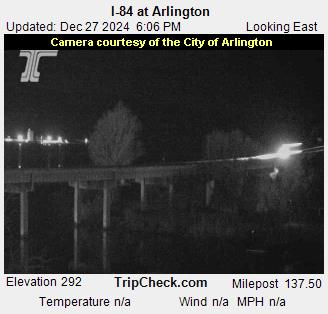 I-84 at Arlington
Updated: Dec 27 2024 6:06 PM Looking East
Camera courtesy of the City of Arlington
Elevation 292 TripCheck.com Milepost 137.50
Temperature n/a Wind n/a MPH n/a